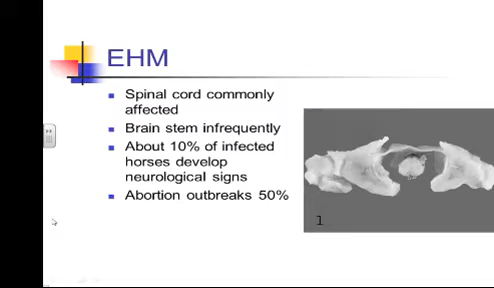 EHM
Spinal cord commonly
affected
Brain stem infrequently
About 10% of infected
horses develop
neurological signs
Abortion outbreaks 50%
1